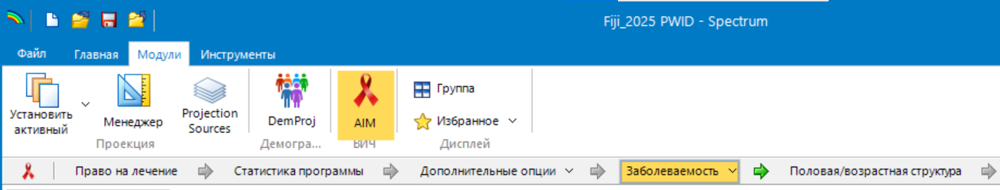 Fiji_2025 PWID - Spectrum
Файл Главная Модули Инструменты
Установить активный
Менеджер
Projection Sources
DemProj
AIM
Группа
Избранное
Проекция Демогра... ВИЧ Дисплей
Право на лечение Статистика программы Дополнительные опции Заболеваемость Половая/возрастная структура